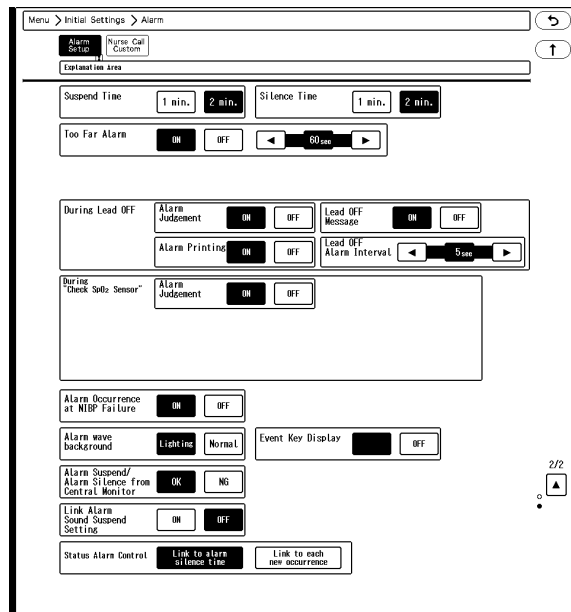 Menu > Initial Settings > Alarm
Alarm Setup
Nurse Call Custom
Explanation Area
Suspend Time
1 min.
2 min.
Silence Time
1 min.
2 min.
Too Far Alarm
ON
OFF
◀
60sec
▶
During Lead OFF
Alarm
Judgement
ON
OFF
Lead OFF
Message
ON
OFF
Alarm Printing
ON
OFF
Lead OFF
Alarm Interval
◀
5sec
▶
During
"Check SpO₂ Sensor"
Alarm
Judgement
ON
OFF
Alarm Occurrence
at NIBP Failure
ON
OFF
Alarm wave
background
Lighting
Normal
Event Key Display
OFF
2/2
▲
Alarm Suspend/
Alarm Silence from
Central Monitor
OK
NG
Link Alarm
Sound Suspend
Setting
ON
OFF
Status Alarm Control
Link to alarm
silence time
Link to each
new occurrence